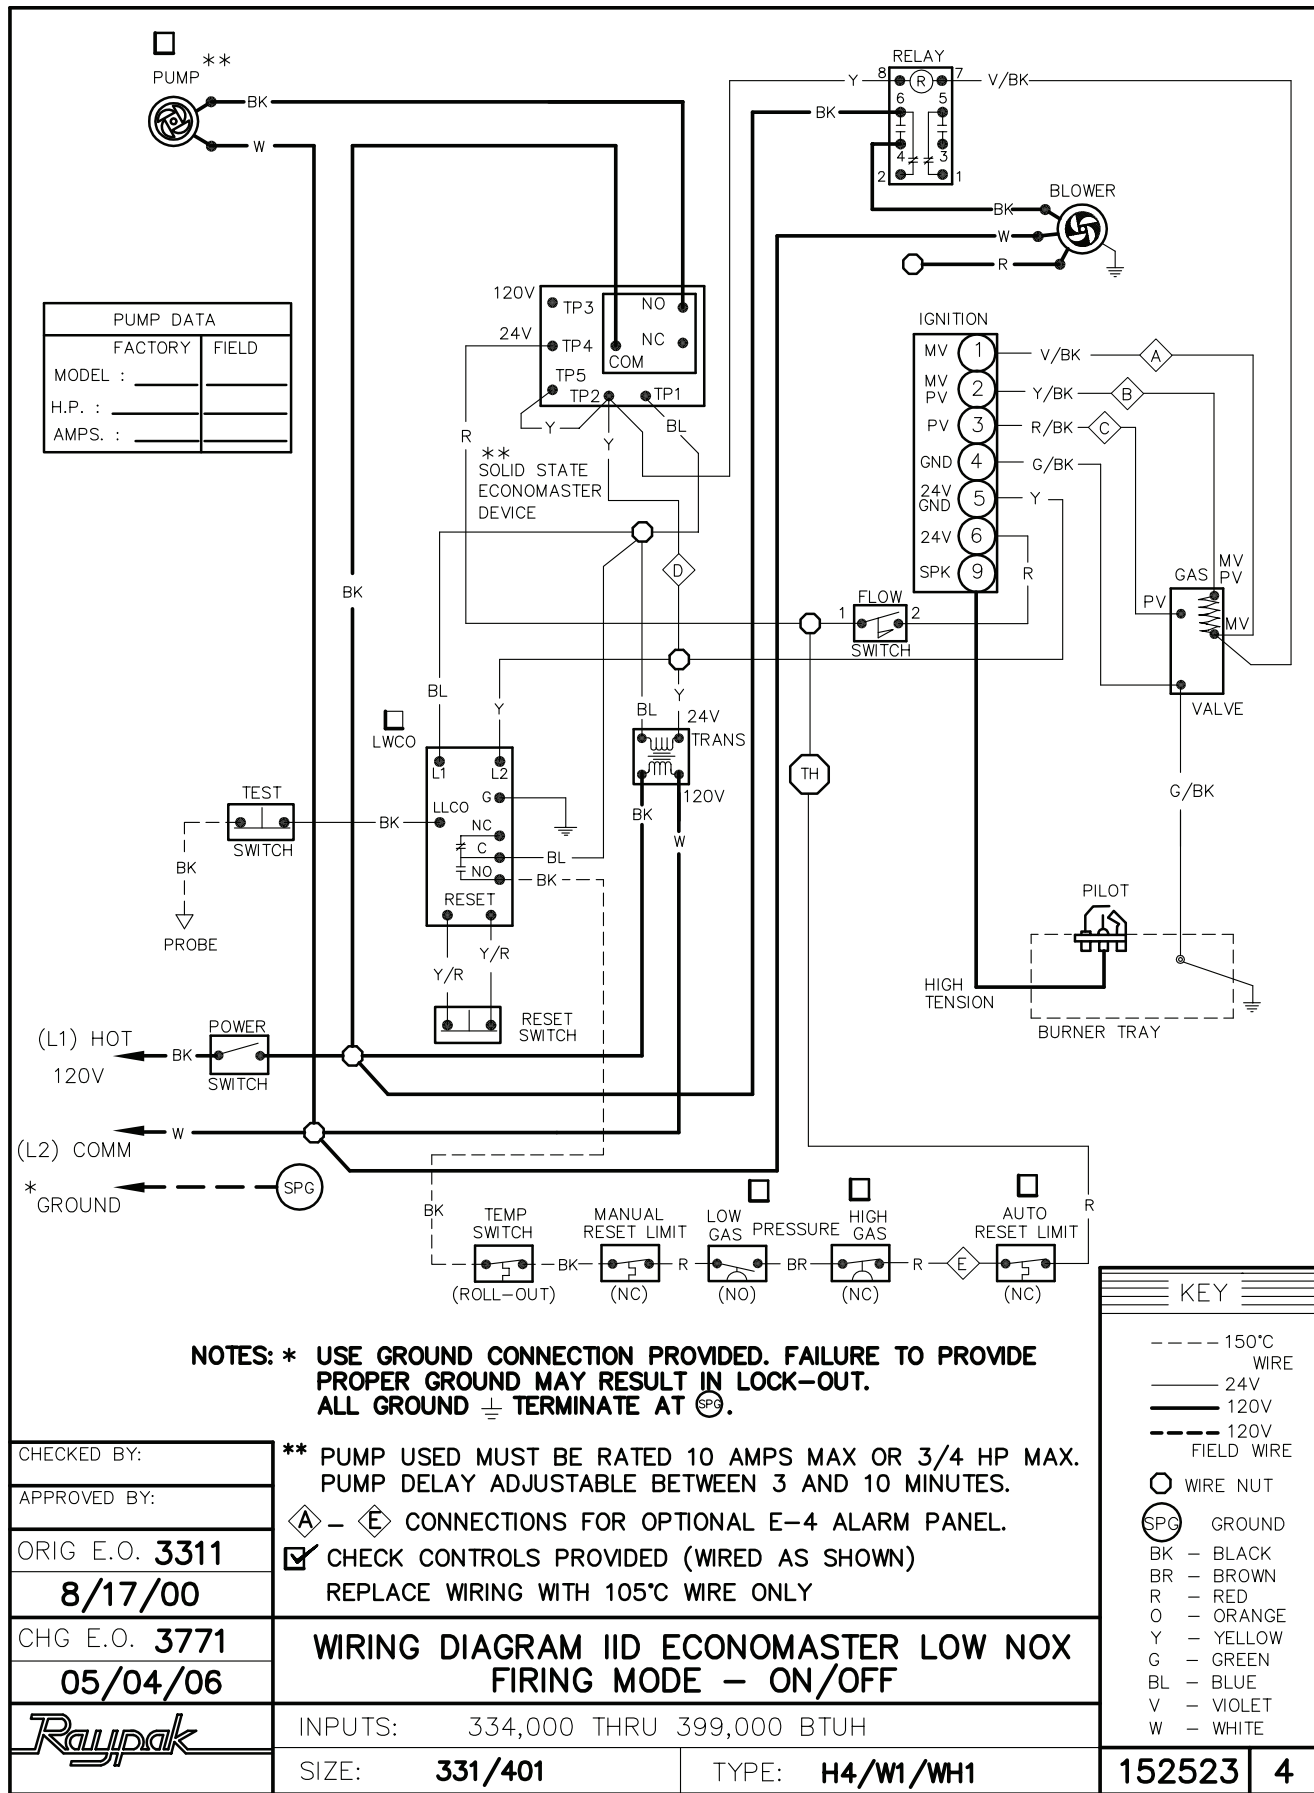 PUMP **
BK
W
RELAY
8 R 7
Y
V/BK
6 5
BK
4 3
2 1
BLOWER
BK
W
R
PUMP DATA
FACTORY FIELD
MODEL :
H.P. :
AMPS. :
120V TP3 NO
24V TP4 NC
COM
TP5
TP2 TP1
Y
Y
BL
R
**
SOLID STATE
ECONOMASTER
DEVICE
IGNITION
MV 1 V/BK A
MV
PV 2 Y/BK B
PV 3 R/BK C
GND 4 G/BK
24V
GND 5 Y
24V 6
SPK 9
R
D
BK
1 FLOW 2
SWITCH
GAS MV
PV
PV
MV
VALVE
BL
Y
BL
Y
24V
TRANS
120V
BK
W
TH
G/BK
LWCO
L1 L2
G
LLCO
NC
C
NO
BL
BK
RESET
TEST
SWITCH
BK
BK
PROBE
Y/R
Y/R
RESET
SWITCH
PILOT
HIGH
TENSION
BURNER TRAY
(L1) HOT
120V
BK
POWER
SWITCH
(L2) COMM
W
*
GROUND
SPG
BK
TEMP
SWITCH
(ROLL-OUT)
BK
MANUAL
RESET LIMIT
(NC)
R
LOW
GAS
(NO)
PRESSURE
BR
HIGH
GAS
(NC)
R
E
AUTO
RESET LIMIT
(NC)
R
NOTES: * USE GROUND CONNECTION PROVIDED. FAILURE TO PROVIDE
PROPER GROUND MAY RESULT IN LOCK-OUT.
ALL GROUND TERMINATE AT SPG.
** PUMP USED MUST BE RATED 10 AMPS MAX OR 3/4 HP MAX.
PUMP DELAY ADJUSTABLE BETWEEN 3 AND 10 MINUTES.
A - E CONNECTIONS FOR OPTIONAL E-4 ALARM PANEL.
CHECK CONTROLS PROVIDED (WIRED AS SHOWN)
REPLACE WIRING WITH 105°C WIRE ONLY
KEY
150°C
WIRE
24V
120V
120V
FIELD WIRE
WIRE NUT
SPG GROUND
BK - BLACK
BR - BROWN
R - RED
O - ORANGE
Y - YELLOW
G - GREEN
BL - BLUE
V - VIOLET
W - WHITE
CHECKED BY:
APPROVED BY:
ORIG E.O. 3311
8/17/00
CHG E.O. 3771
05/04/06
Raypak
WIRING DIAGRAM IID ECONOMASTER LOW NOX
FIRING MODE - ON/OFF
INPUTS: 334,000 THRU 399,000 BTUH
SIZE: 331/401 TYPE: H4/W1/WH1
152523 4